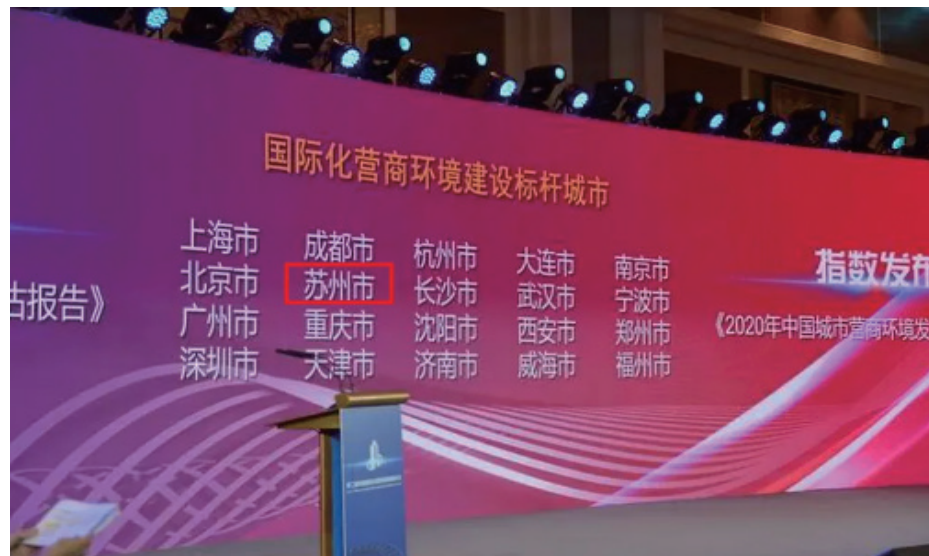 国际化营商环境建设标杆城市
上海市 成都市 杭州市 大连市 南京市
北京市 苏州市 长沙市 武汉市 宁波市
广州市 重庆市 沈阳市 西安市 郑州市
深圳市 天津市 济南市 威海市 福州市
估报告》
指数发布
《2020年中国城市营商环境发